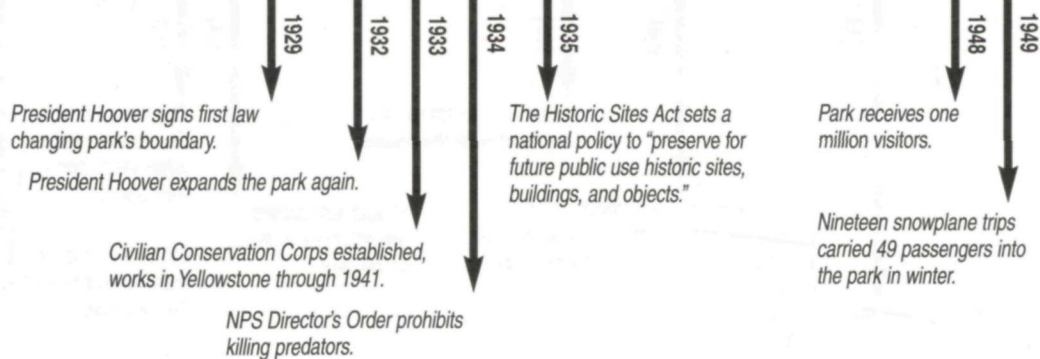 1929
1932
1933
1934
1935
1948
1949
President Hoover signs first law
changing park's boundary.
President Hoover expands the park again.
Civilian Conservation Corps established,
works in Yellowstone through 1941.
NPS Director's Order prohibits
killing predators.
The Historic Sites Act sets a
national policy to “preserve for
future public use historic sites,
buildings, and objects.”
Park receives one
million visitors.
Nineteen snowplane trips
carried 49 passengers into
the park in winter.